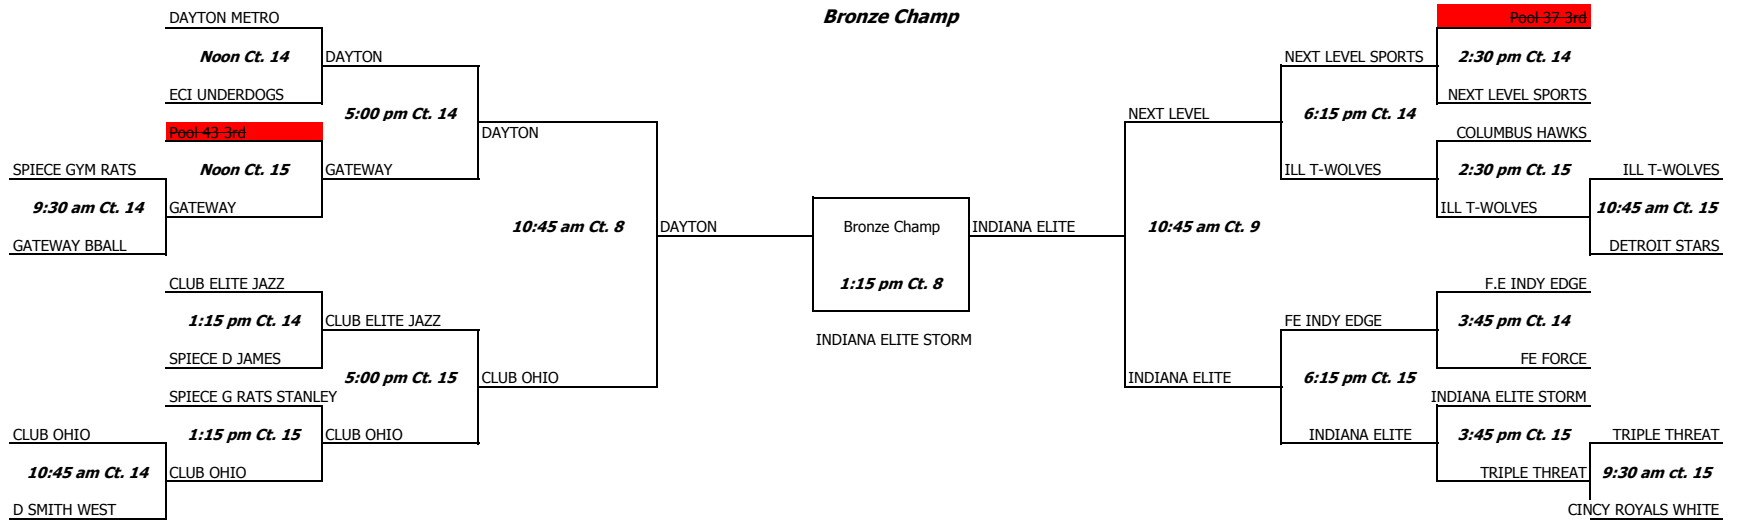 Bronze Champ
DAYTON METRO
Noon Ct. 14
DAYTON
ECI UNDERDOGS
5:00 pm Ct. 14
Pool 43 3rd
DAYTON
SPIECE GYM RATS
Noon Ct. 15
GATEWAY
9:30 am Ct. 14
GATEWAY
GATEWAY BBALL
10:45 am Ct. 8
DAYTON
CLUB ELITE JAZZ
1:15 pm Ct. 14
CLUB ELITE JAZZ
SPIECE D JAMES
5:00 pm Ct. 15
CLUB OHIO
SPIECE G RATS STANLEY
CLUB OHIO
1:15 pm Ct. 15
CLUB OHIO
10:45 am Ct. 14
CLUB OHIO
D SMITH WEST
Bronze Champ
1:15 pm Ct. 8
INDIANA ELITE STORM
INDIANA ELITE
Pool 37 3rd
NEXT LEVEL SPORTS
2:30 pm Ct. 14
NEXT LEVEL SPORTS
NEXT LEVEL
6:15 pm Ct. 14
COLUMBUS HAWKS
ILL T-WOLVES
2:30 pm Ct. 15
ILL T-WOLVES
ILL T-WOLVES
10:45 am Ct. 15
10:45 am Ct. 9
DETROIT STARS
F.E INDY EDGE
FE INDY EDGE
3:45 pm Ct. 14
FE FORCE
INDIANA ELITE
6:15 pm Ct. 15
INDIANA ELITE STORM
INDIANA ELITE
3:45 pm Ct. 15
TRIPLE THREAT
TRIPLE THREAT
9:30 am ct. 15
CINCY ROYALS WHITE